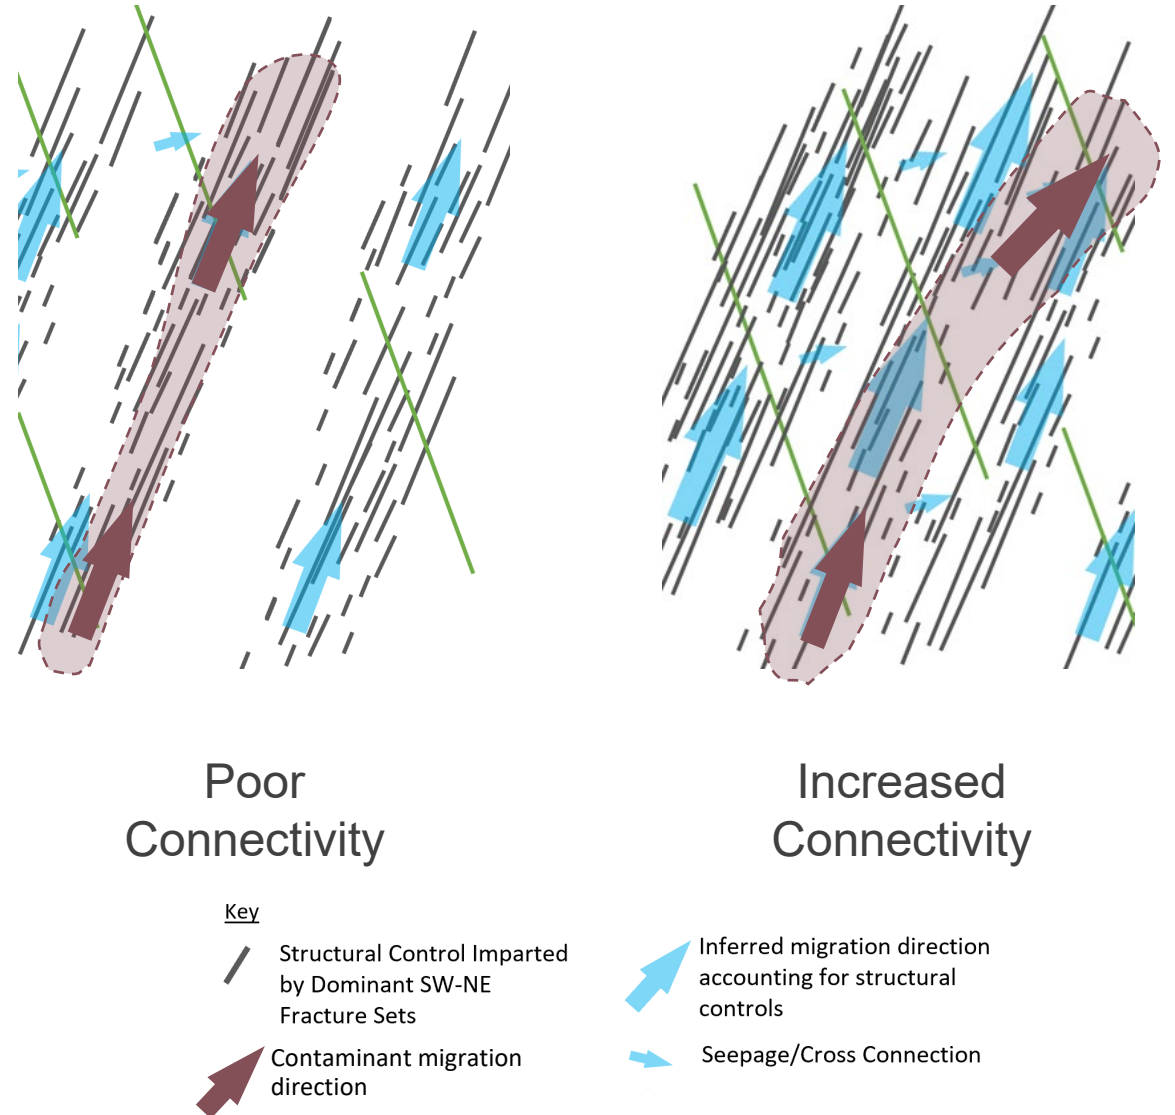 Poor
Connectivity
Increased
Connectivity
Key
Structural Control Imparted
by Dominant SW-NE
Fracture Sets
Contaminant migration
direction
Inferred migration direction
accounting for structural
controls
Seepage/Cross Connection